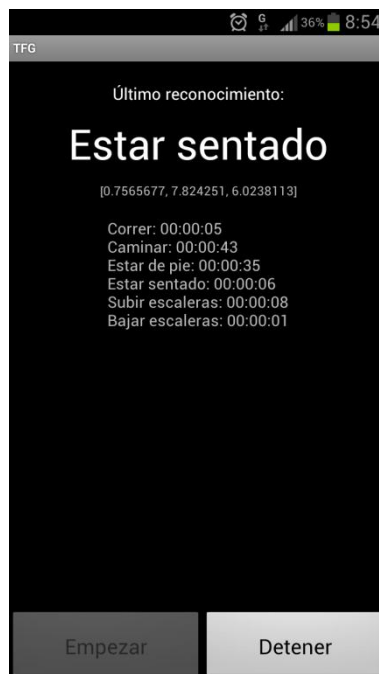 G 36% 8:54
TFG
Último reconocimiento:
Estar sentado
[0.7565677, 7.824251, 6.0238113]
Correr: 00:00:05
Caminar: 00:00:43
Estar de pie: 00:00:35
Estar sentado: 00:00:06
Subir escaleras: 00:00:08
Bajar escaleras: 00:00:01
Empezar Detener